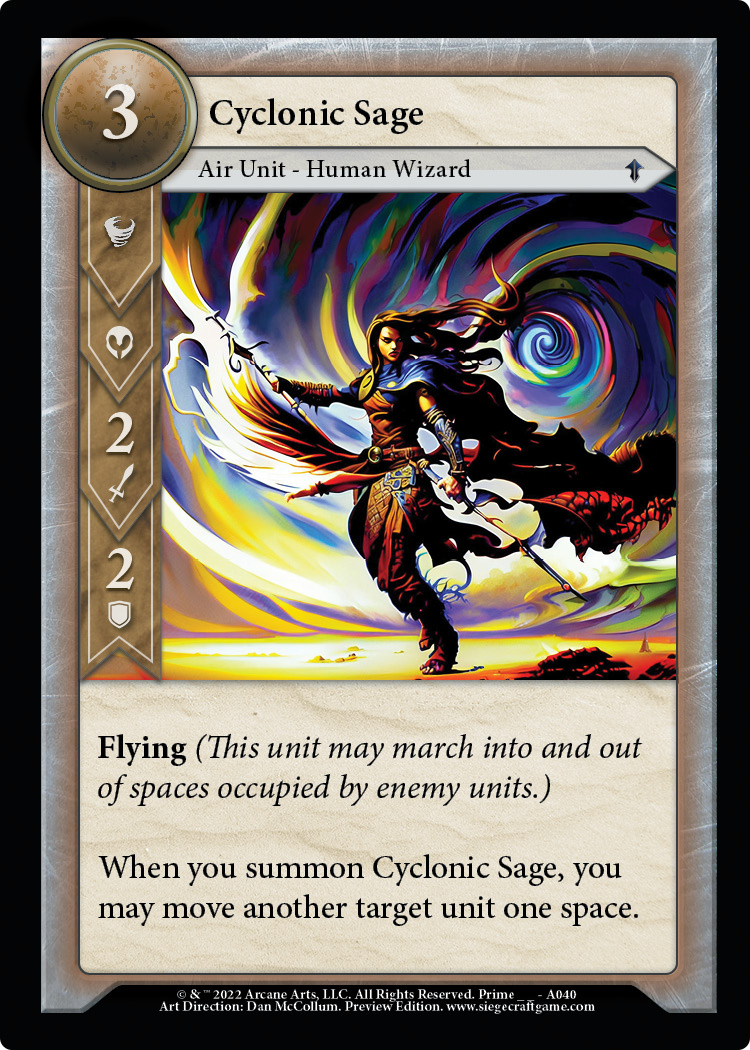 3
Cyclonic Sage
Air Unit - Human Wizard
2
2
Flying (This unit may march into and out
of spaces occupied by enemy units.)
When you summon Cyclonic Sage, you
may move another target unit one space.
© & ™ 2022 Arcane Arts, LLC. All Rights Reserved. Prime _ _ - A040
Art Direction: Dan McCollum. Preview Edition. www.siegecraftgame.com